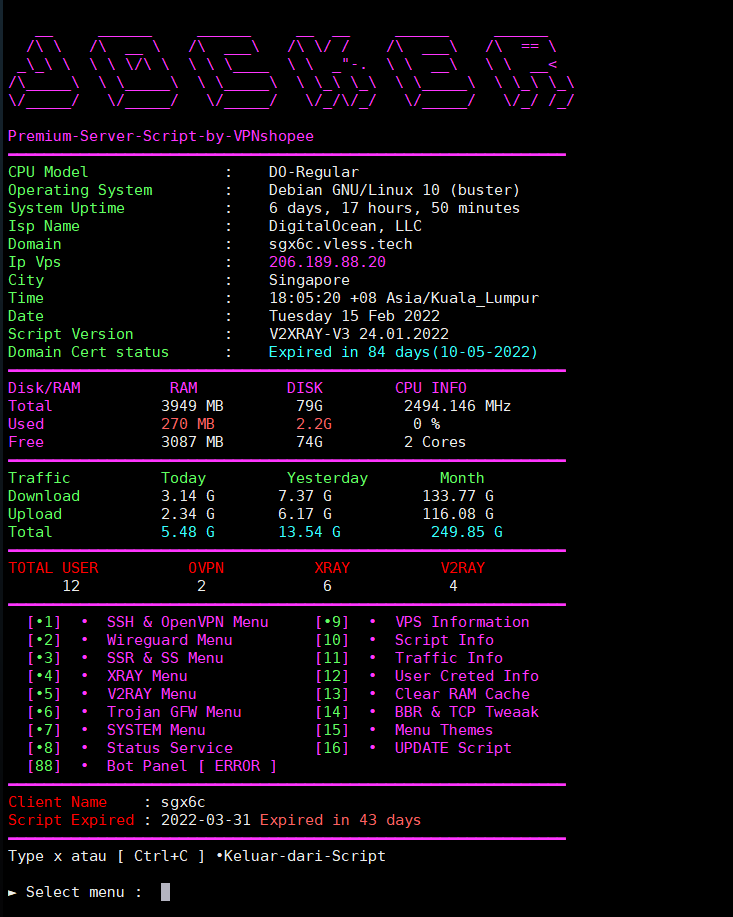 JOCKER
Premium-Server-Script-by-VPNshopee
CPU Model : DO-Regular
Operating System : Debian GNU/Linux 10 (buster)
System Uptime : 6 days, 17 hours, 50 minutes
Isp Name : DigitalOcean, LLC
Domain : sgx6c.vless.tech
Ip Vps : 206.189.88.20
City : Singapore
Time : 18:05:20 +08 Asia/Kuala_Lumpur
Date : Tuesday 15 Feb 2022
Script Version : V2XRAY-V3 24.01.2022
Domain Cert status : Expired in 84 days(10-05-2022)
Disk/RAM RAM DISK CPU INFO
Total 3949 MB 79G 2494.146 MHz
Used 270 MB 2.2G 0 %
Free 3087 MB 74G 2 Cores
Traffic Today Yesterday Month
Download 3.14 G 7.37 G 133.77 G
Upload 2.34 G 6.17 G 116.08 G
Total 5.48 G 13.54 G 249.85 G
TOTAL USER OVPN XRAY V2RAY
12 2 6 4
[•1] • SSH & OpenVPN Menu [•9] • VPS Information
[•2] • Wireguard Menu [10] • Script Info
[•3] • SSR & SS Menu [11] • Traffic Info
[•4] • XRAY Menu [12] • User Creted Info
[•5] • V2RAY Menu [13] • Clear RAM Cache
[•6] • Trojan GFW Menu [14] • BBR & TCP Tweaak
[•7] • SYSTEM Menu [15] • Menu Themes
[•8] • Status Service [16] • UPDATE Script
[88] • Bot Panel [ ERROR ]
Client Name : sgx6c
Script Expired : 2022-03-31 Expired in 43 days
Type x atau [ Ctrl+C ] •Keluar-dari-Script
► Select menu :